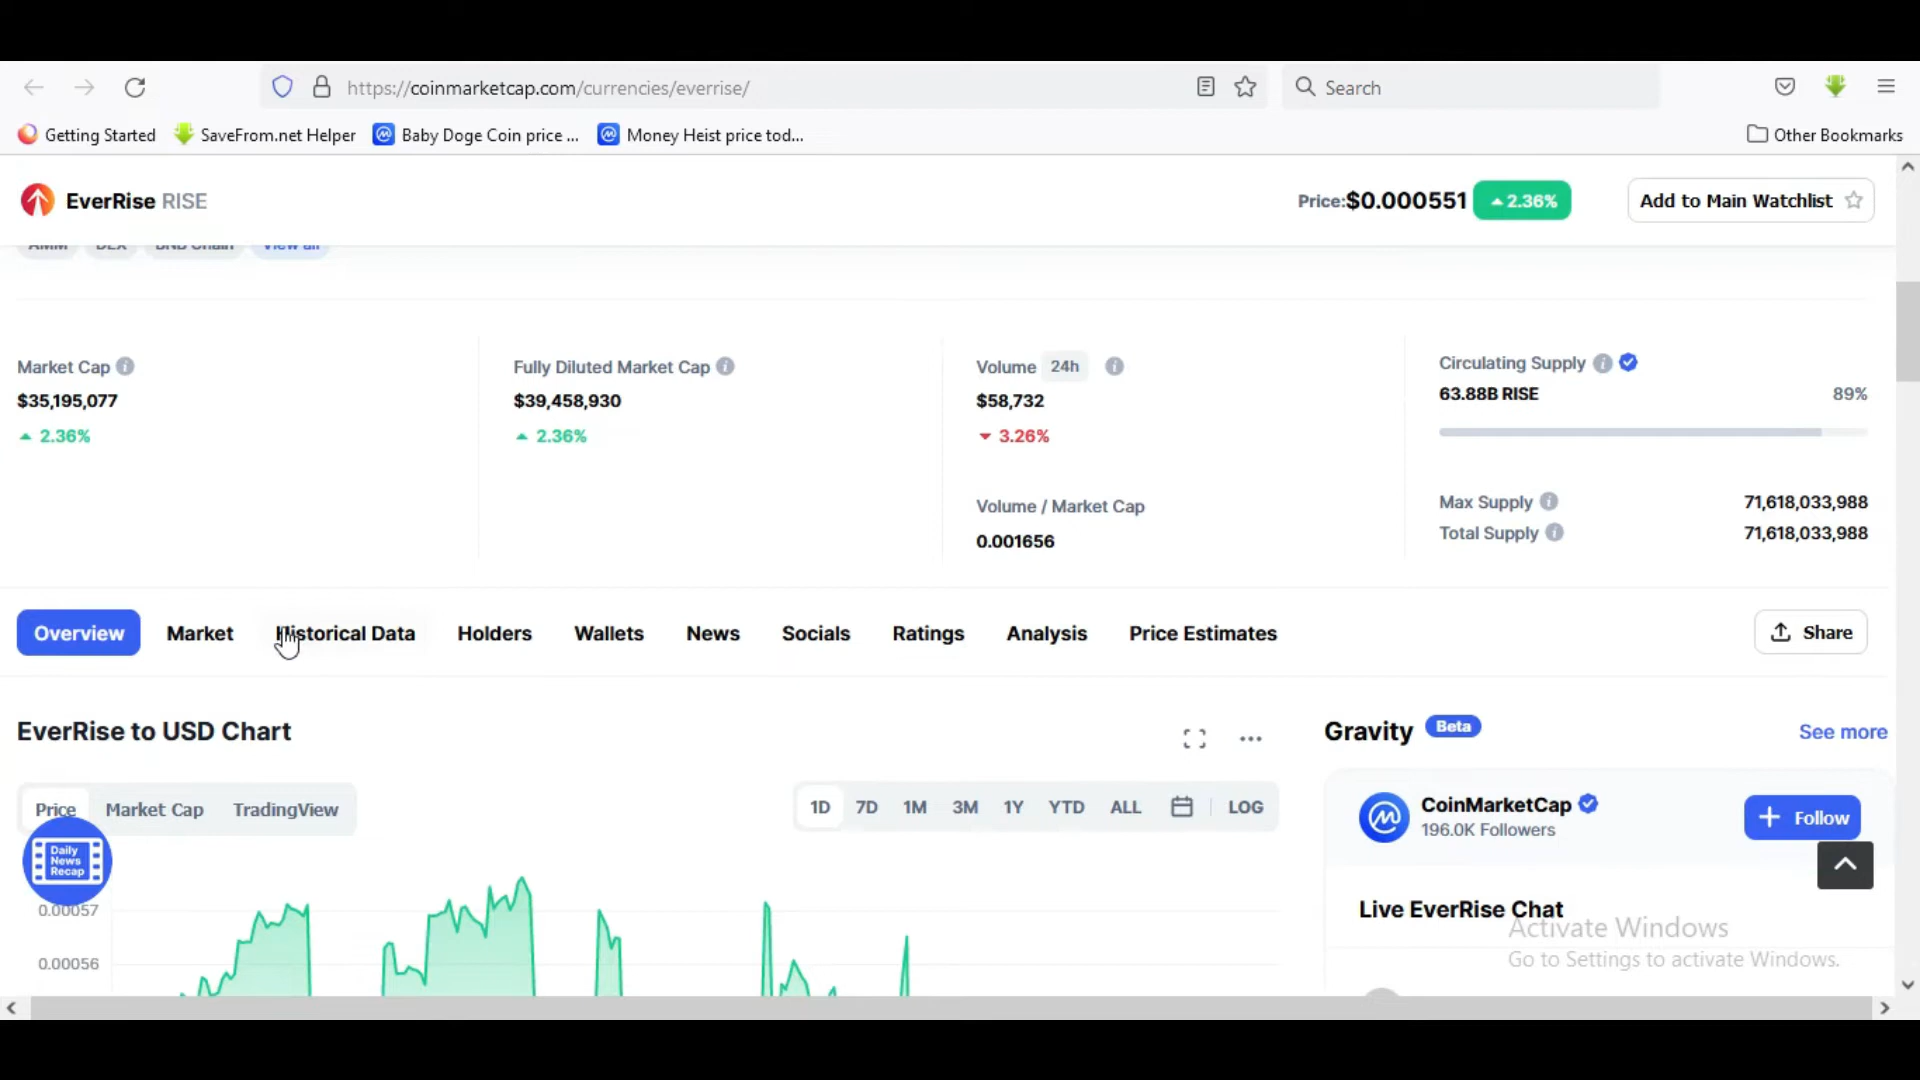 https://coinmarketcap.com/currencies/everrise/
Search
Getting Started
SaveFrom.net Helper
Baby Doge Coin price ...
Money Heist price tod...
Other Bookmarks
EverRise RISE
Price:$0.000551
2.36%
Add to Main Watchlist
AMM
DEX
BNB Chain
View all
Market Cap
$35,195,077
2.36%
Fully Diluted Market Cap
$39,458,930
2.36%
Volume 24h
$58,732
3.26%
Volume / Market Cap
0.001656
Circulating Supply
63.88B RISE 89%
Max Supply 71,618,033,988
Total Supply 71,618,033,988
Overview
Market
Historical Data
Holders
Wallets
News
Socials
Ratings
Analysis
Price Estimates
Share
EverRise to USD Chart
Price
Market Cap
TradingView
1D
7D
1M
3M
1Y
YTD
ALL
LOG
Daily
News
Recap
0.00057
0.00056
Gravity Beta
See more
CoinMarketCap
196.0K Followers
+ Follow
Live EverRise Chat
Activate Windows
Go to Settings to activate Windows.